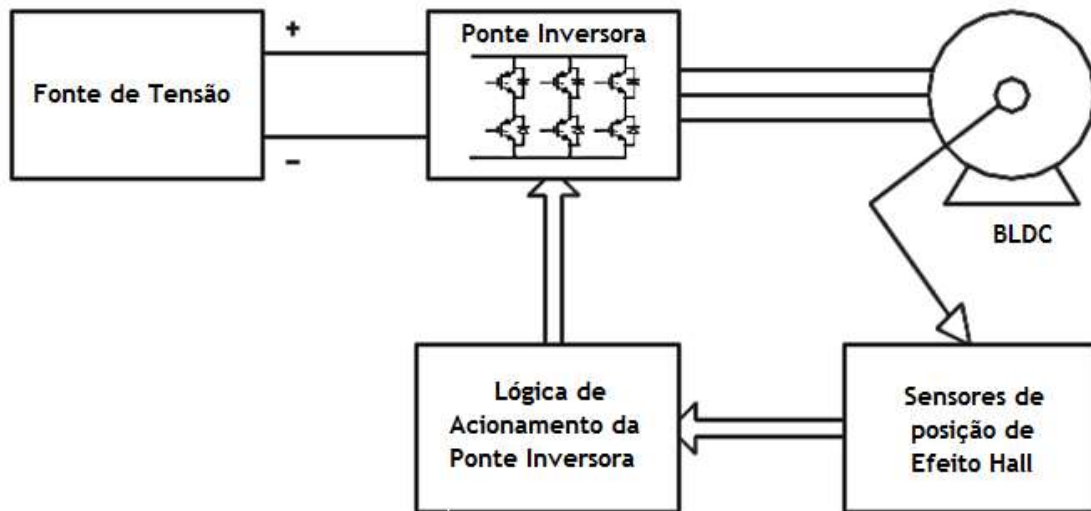 Fonte de Tensão
+
−
Ponte Inversora
BLDC
Lógica de
Acionamento da
Ponte Inversora
Sensores de
posição de
Efeito Hall